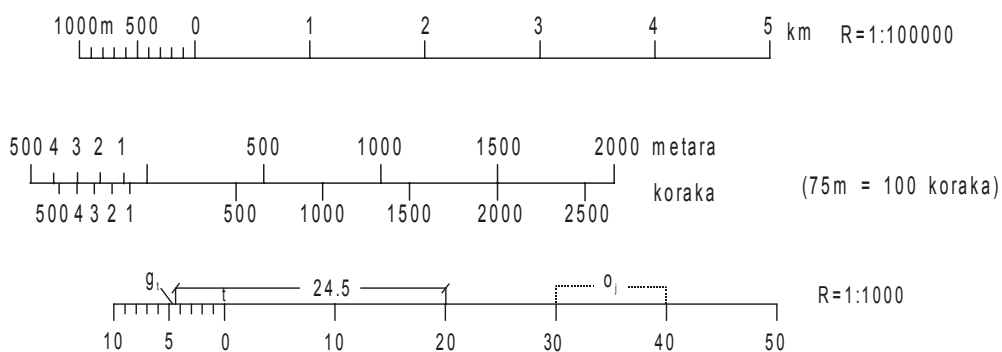 1000m 500 0 1 2 3 4 5 km R=1:100000
500 4 3 2 1 500 1000 1500 2000 metara
koraka (75m = 100 koraka)
500 4 3 2 1 500 1000 1500 2000 2500
gt t 24.5 oj R=1:1000
10 5 0 10 20 30 40 50